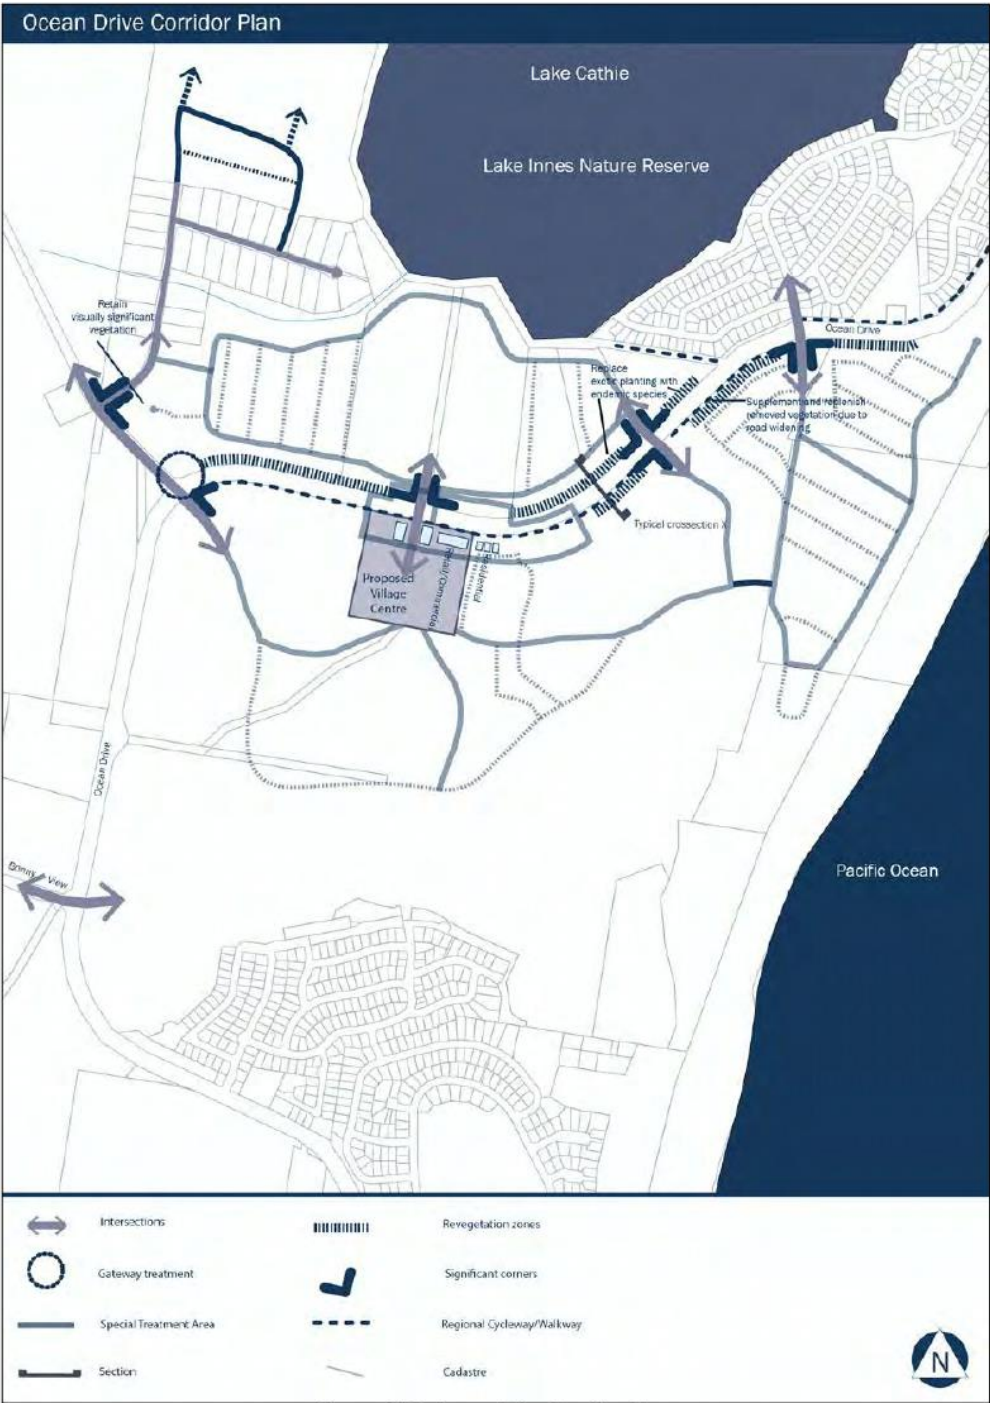 Ocean Drive Corridor Plan
Lake Cathie
Lake Innes Nature Reserve
Retain
visually significant
vegetation
Ocean Drive
Replace
exotic planting with
endemic species
Supplement and replenish
removed vegetation due to
road widening
Typical crossection
Proposed
Village
Centre
Retail/Commercial
Residential
Ocean Drive
Bonny View
Pacific Ocean
Intersections
Revegetation zones
Gateway treatment
Significant corners
Special Treatment Area
Regional Cycleway/Walkway
Section
Cadastre
N